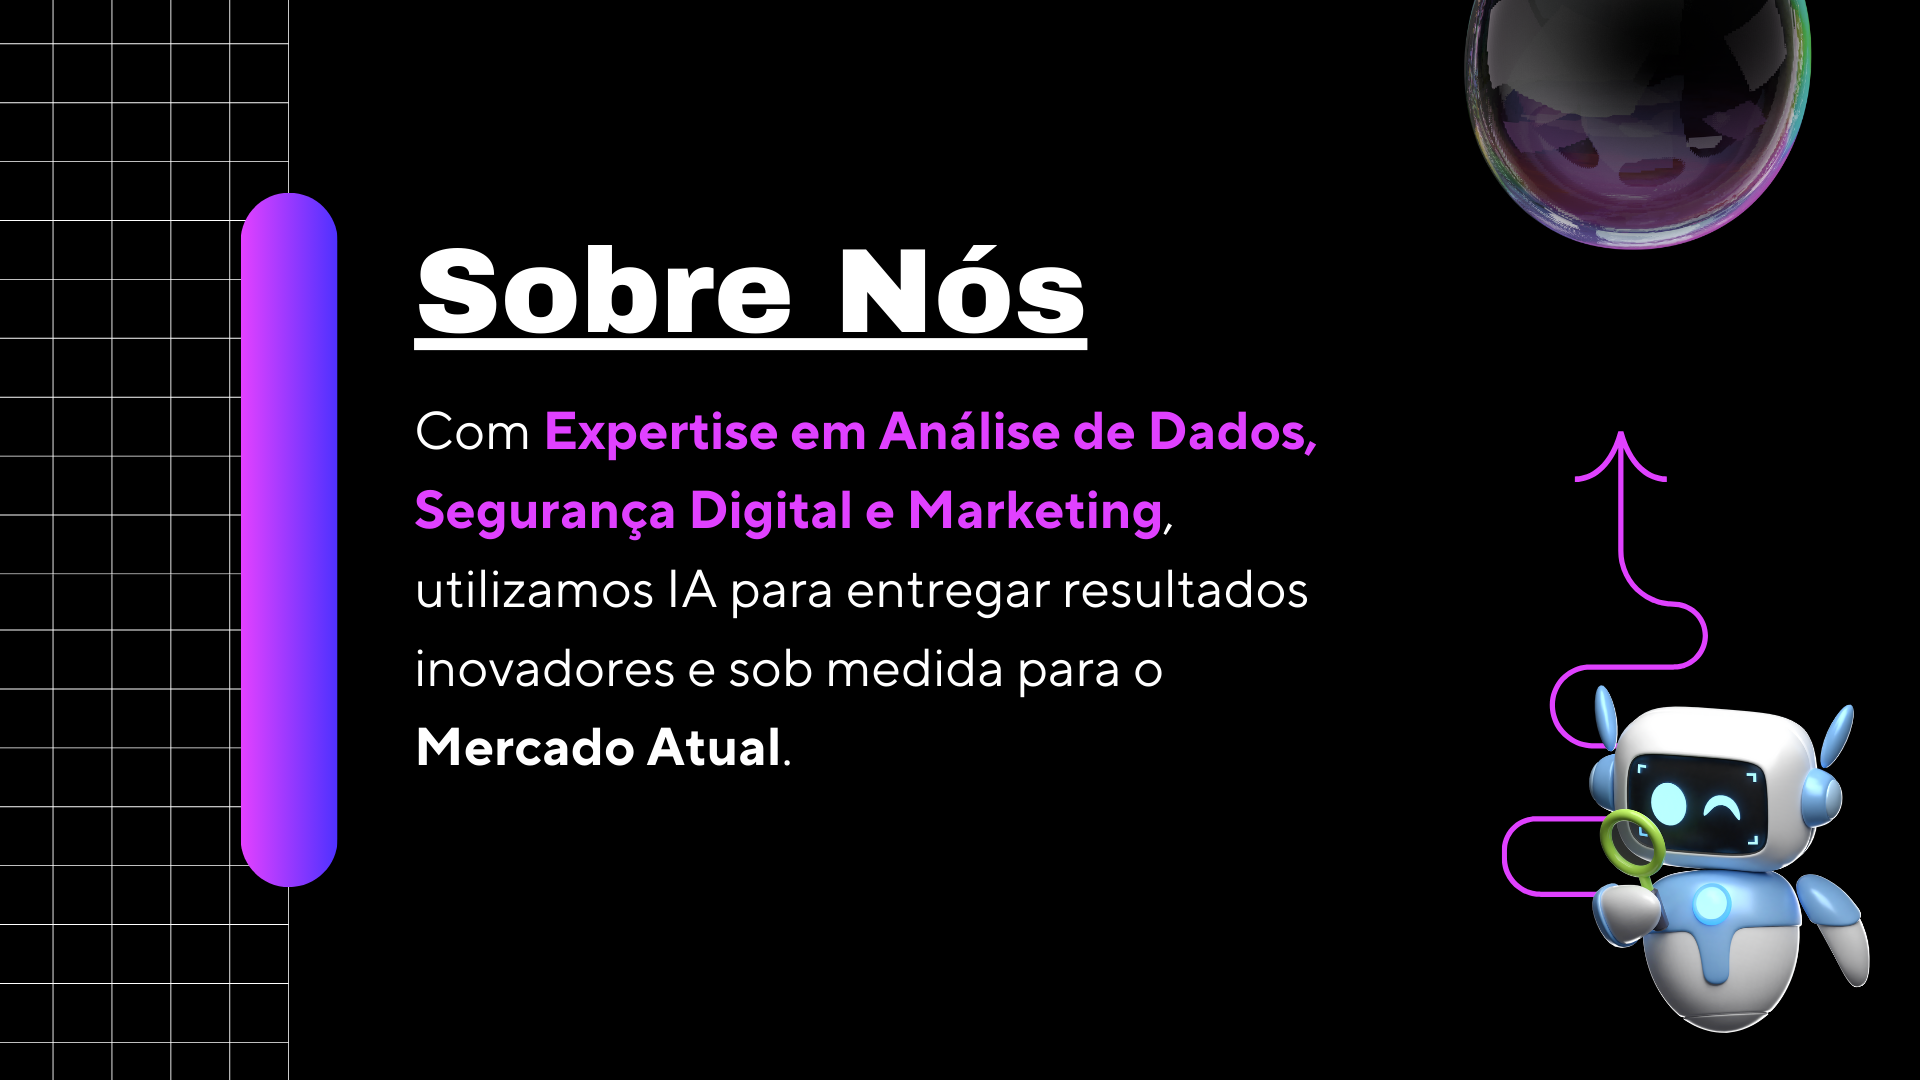 Sobre Nós
Com Expertise em Análise de Dados,
Segurança Digital e Marketing,
utilizamos IA para entregar resultados
inovadores e sob medida para o
Mercado Atual.